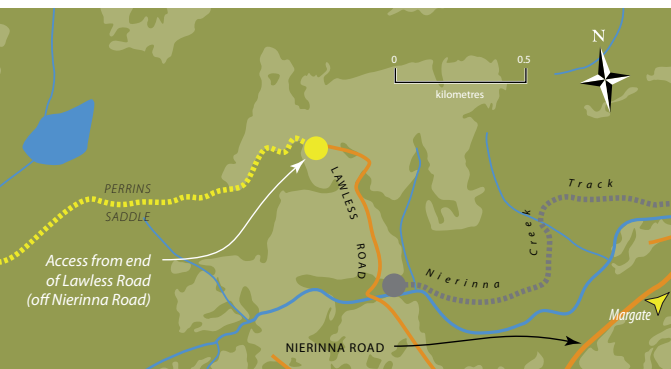 N
0 0.5
kilometres
PERRINS
SADDLE
LAWLESS ROAD
Track
Creek
Nierinna
Access from end
of Lawless Road
(off Nierinna Road)
Margate
NIERINNA ROAD